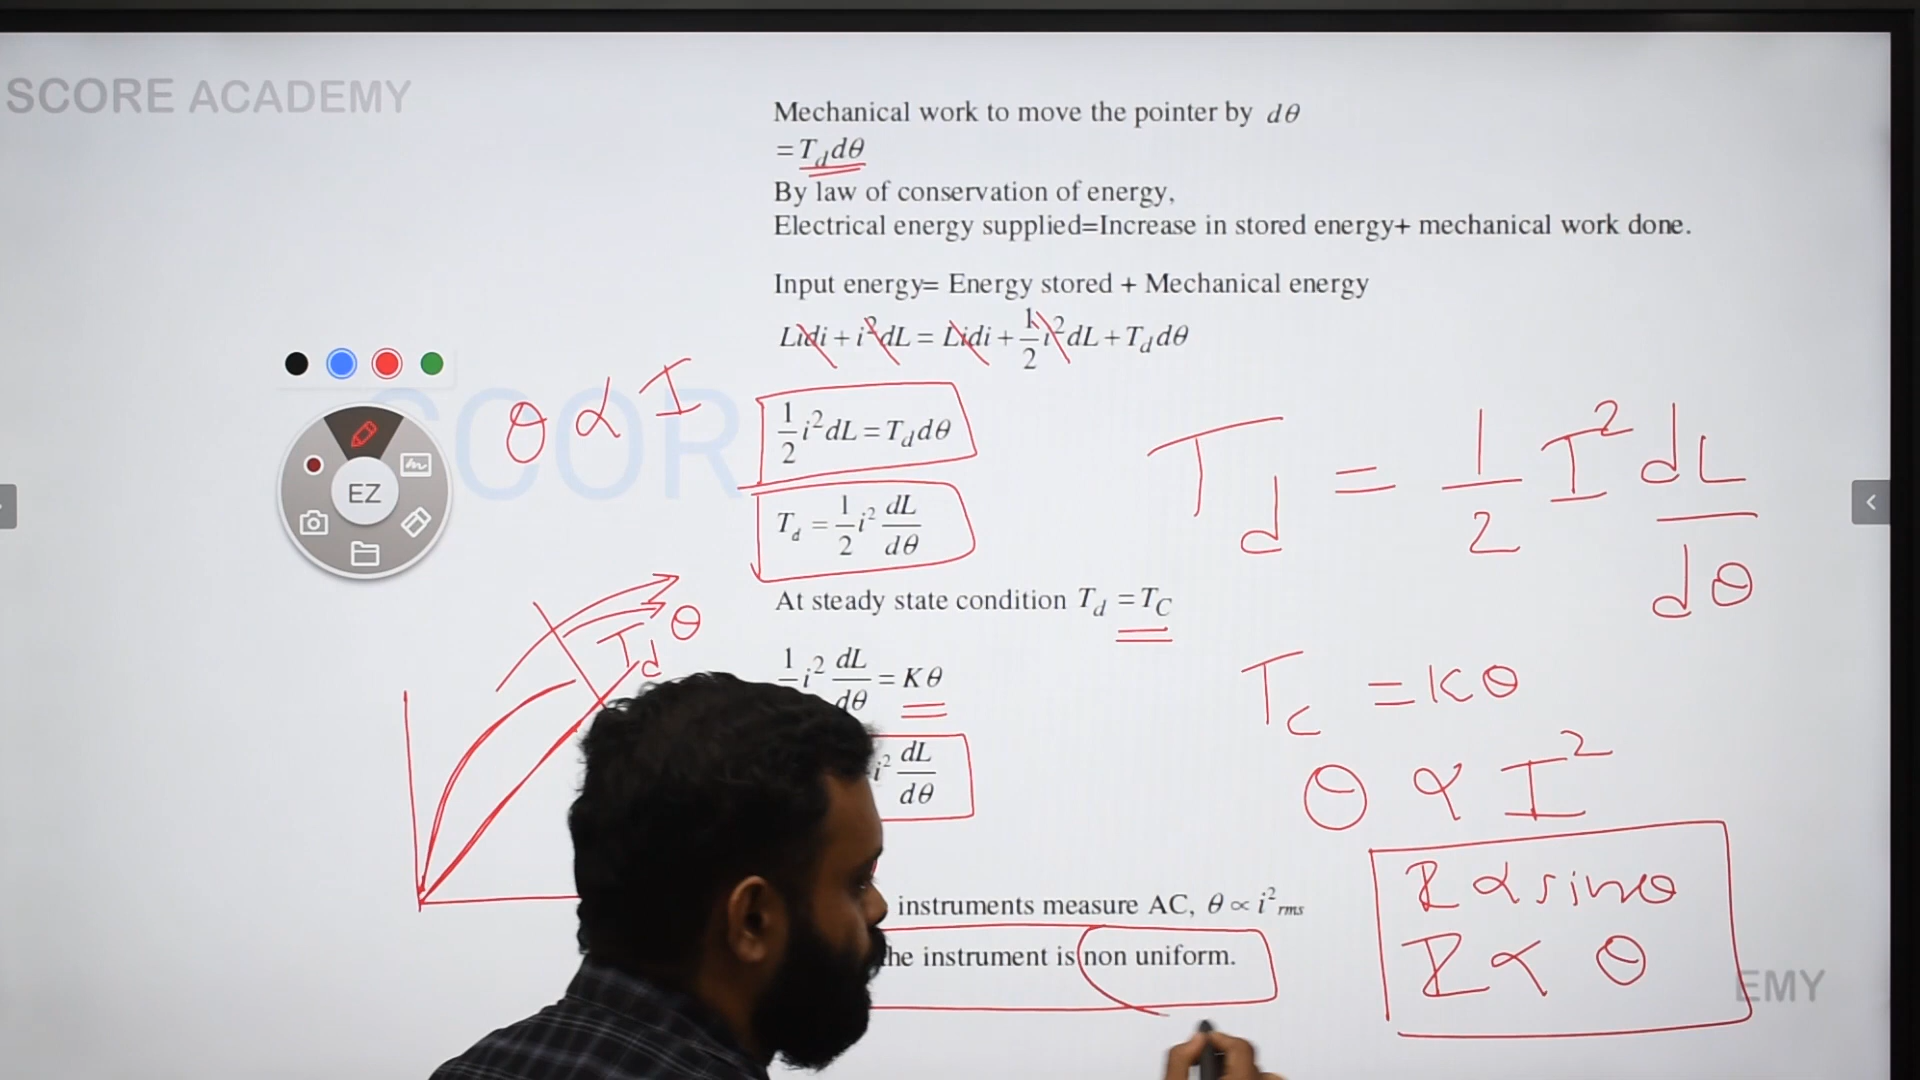 SCORE ACADEMY
Mechanical work to move the pointer by dθ
= T_d dθ
By law of conservation of energy,
Electrical energy supplied=Increase in stored energy+ mechanical work done.
Input energy= Energy stored + Mechanical energy
Lidi + i²dL = Lidi + 1/2 i²dL + T_d dθ
θ ∝ I
1/2 i²dL = T_d dθ
T_d = 1/2 i² dL/dθ
T_d = 1/2 I² dL/dθ
SCOR
EZ
At steady state condition T_d = T_C
θ
T_d
1 i² dL/dθ = Kθ
T_C = Kθ
i² dL/dθ
θ ∝ I²
instruments measure AC, θ ∝ i²rms
he instrument is non uniform.
I ∝ sinθ
I ∝ θ
EMY